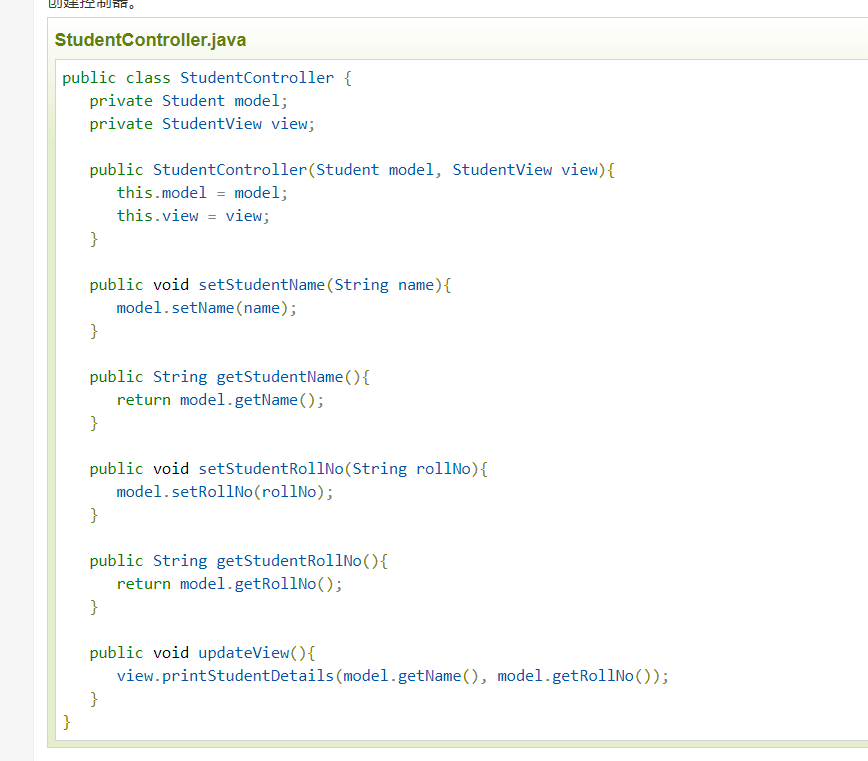 创建控制器。
StudentController.java
public class StudentController {
   private Student model;
   private StudentView view;

   public StudentController(Student model, StudentView view){
      this.model = model;
      this.view = view;
   }

   public void setStudentName(String name){
      model.setName(name);
   }

   public String getStudentName(){
      return model.getName();
   }

   public void setStudentRollNo(String rollNo){
      model.setRollNo(rollNo);
   }

   public String getStudentRollNo(){
      return model.getRollNo();
   }

   public void updateView(){
      view.printStudentDetails(model.getName(), model.getRollNo());
   }
}